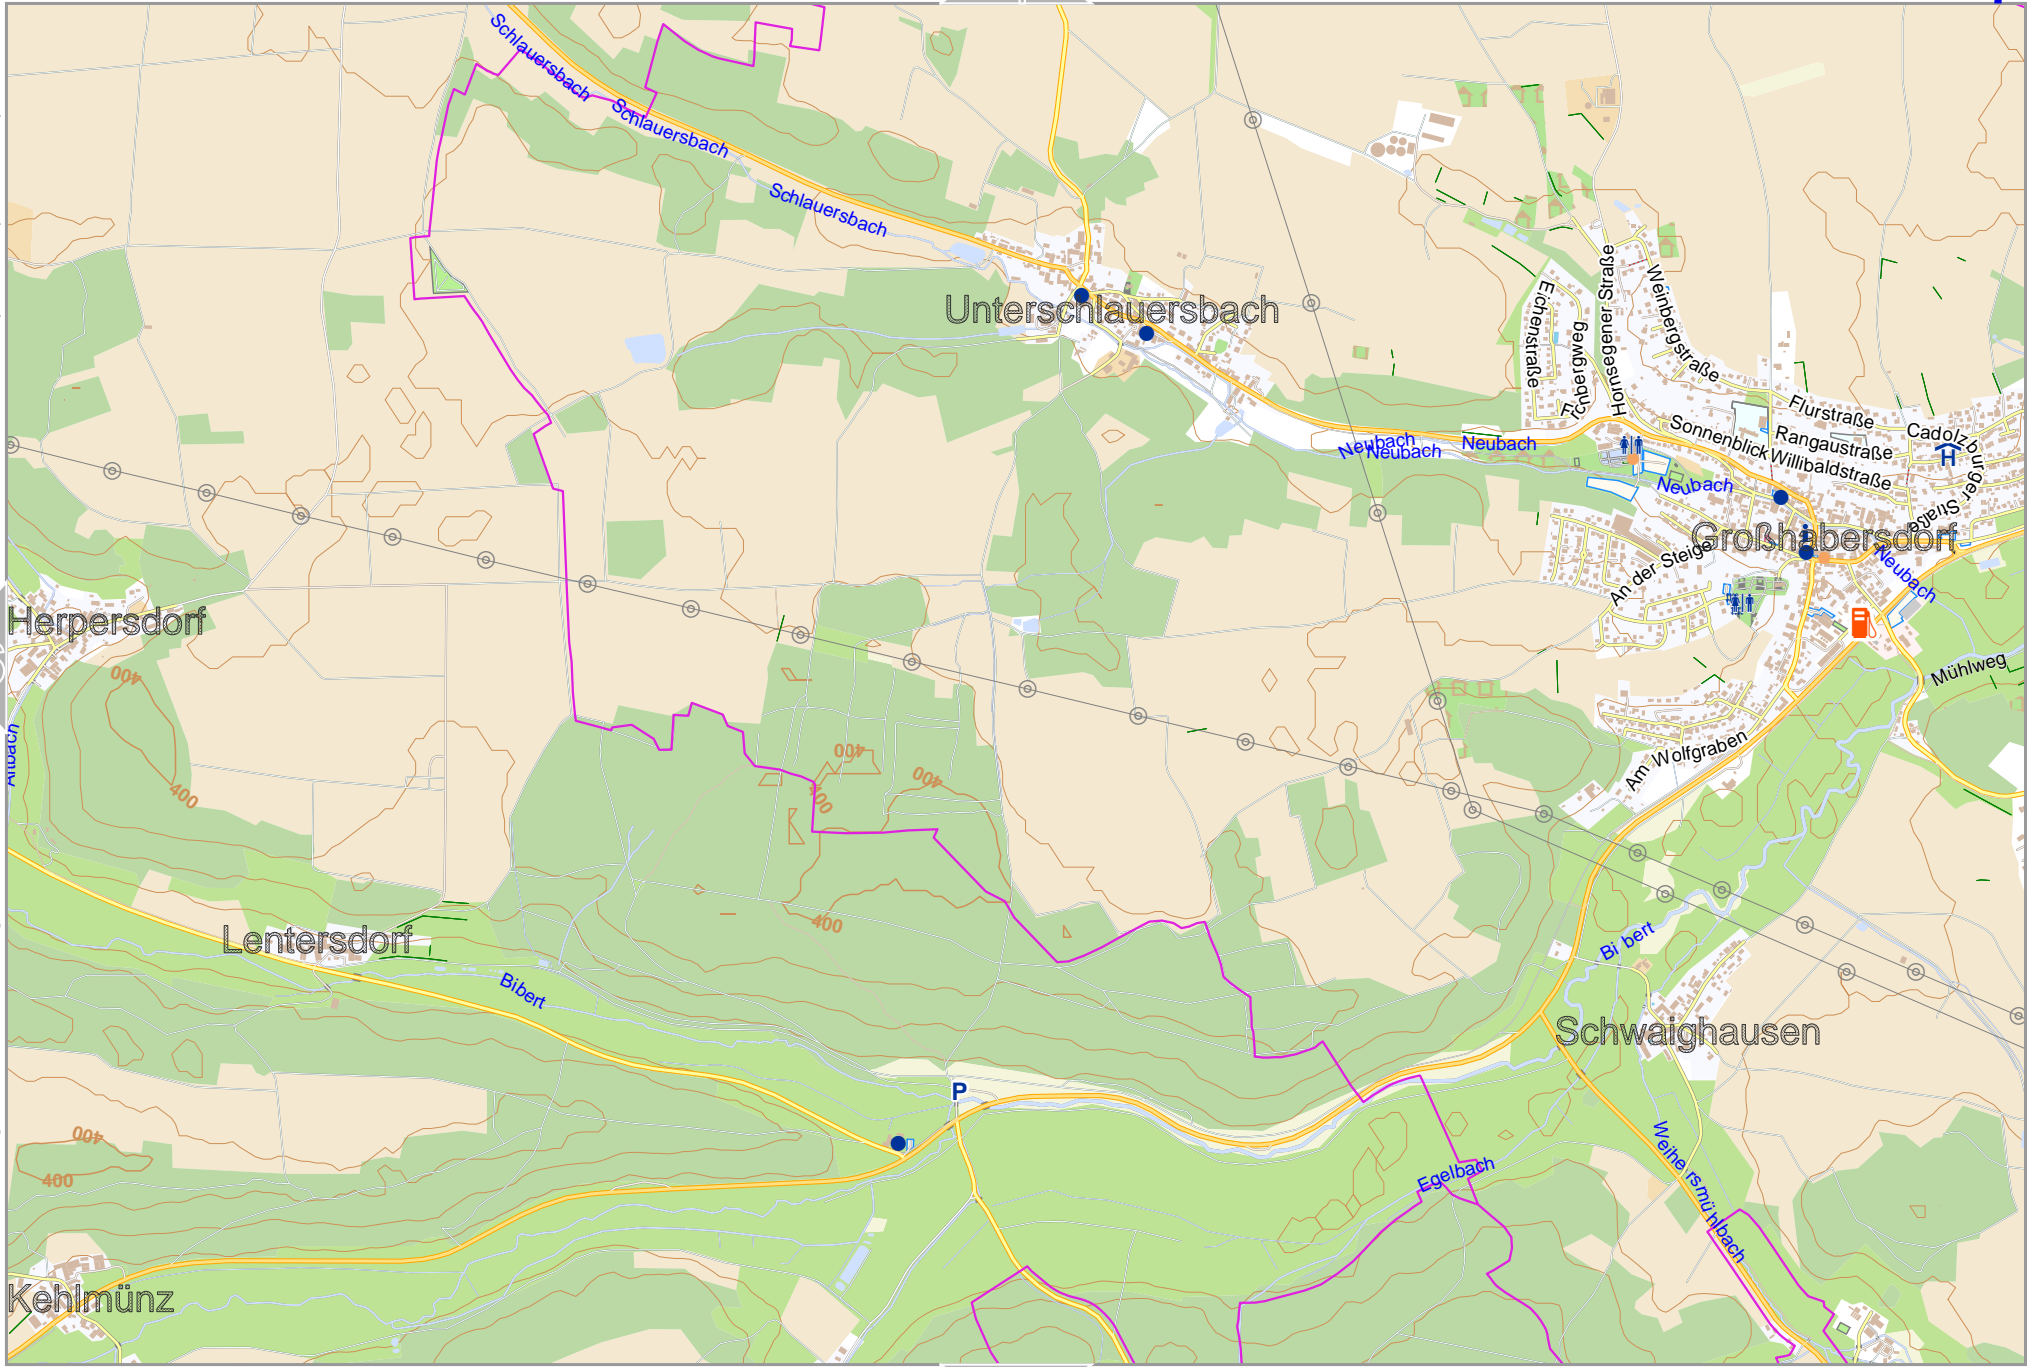 Schlauersbach
Schlauersbach
Schlauersbach
Unterschlauersbach
Eichenstraße
Fichbergweg
Hornsegener Straße
Weinbergstraße
Flurstraße
Cadolzburger Straße
Sonnenblick
Rangaustraße
Willibaldstraße
H
Neubach
Neubach
Neubach
Neubach
Großhabersdorf
An der Steige
Neubach
Herpersdorf
Mühlweg
400
400
400
400
400
Am Wolfgraben
400
Lentersdorf
Bibert
Bibert
Schwaighausen
P
400
400
Egelbach
Weihersmühlbach
Kehlmünz